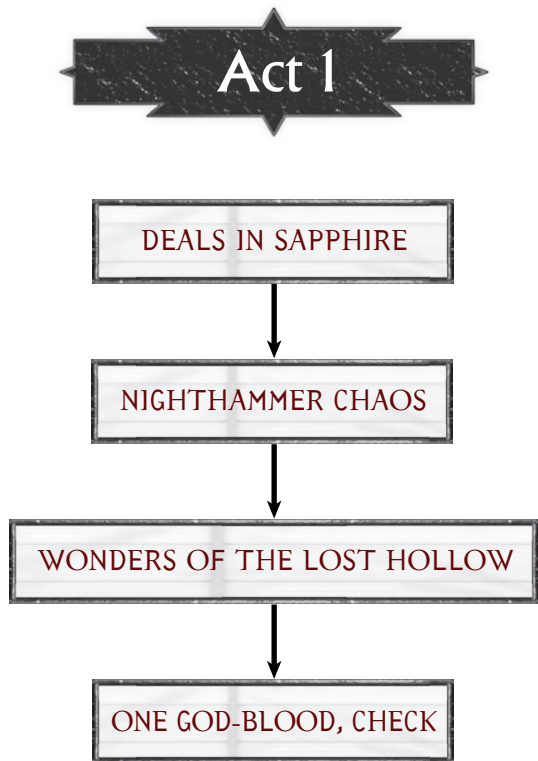 Act 1
DEALS IN SAPPHIRE
NIGHTHAMMER CHAOS
WONDERS OF THE LOST HOLLOW
ONE GOD-BLOOD, CHECK